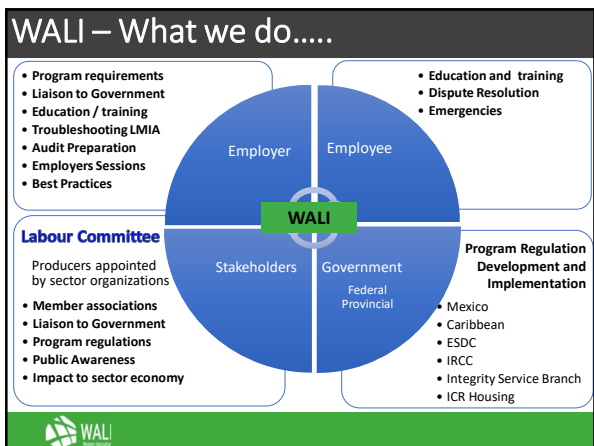 WALI – What we do.....
• Program requirements
• Liaison to Government
• Education / training
• Troubleshooting LMIA
• Audit Preparation
• Employers Sessions
• Best Practices
• Education and training
• Dispute Resolution
• Emergencies
Employer
Employee
WALI
Stakeholders
Government
Federal
Provincial
Labour Committee
Producers appointed
by sector organizations
• Member associations
• Liaison to Government
• Program regulations
• Public Awareness
• Impact to sector economy
Program Regulation
Development and
Implementation
• Mexico
• Caribbean
• ESDC
• IRCC
• Integrity Service Branch
• ICR Housing
WALI